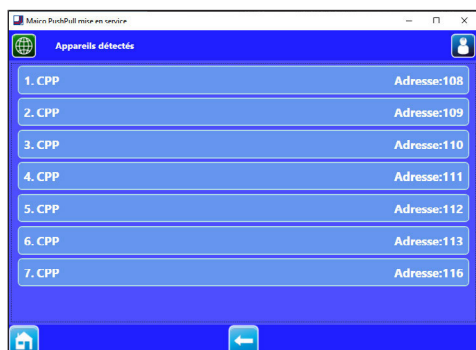 Maico PushPull mise en service
Appareils détectés
1. CPP Adresse:108
2. CPP Adresse:109
3. CPP Adresse:110
4. CPP Adresse:111
5. CPP Adresse:112
6. CPP Adresse:113
7. CPP Adresse:116